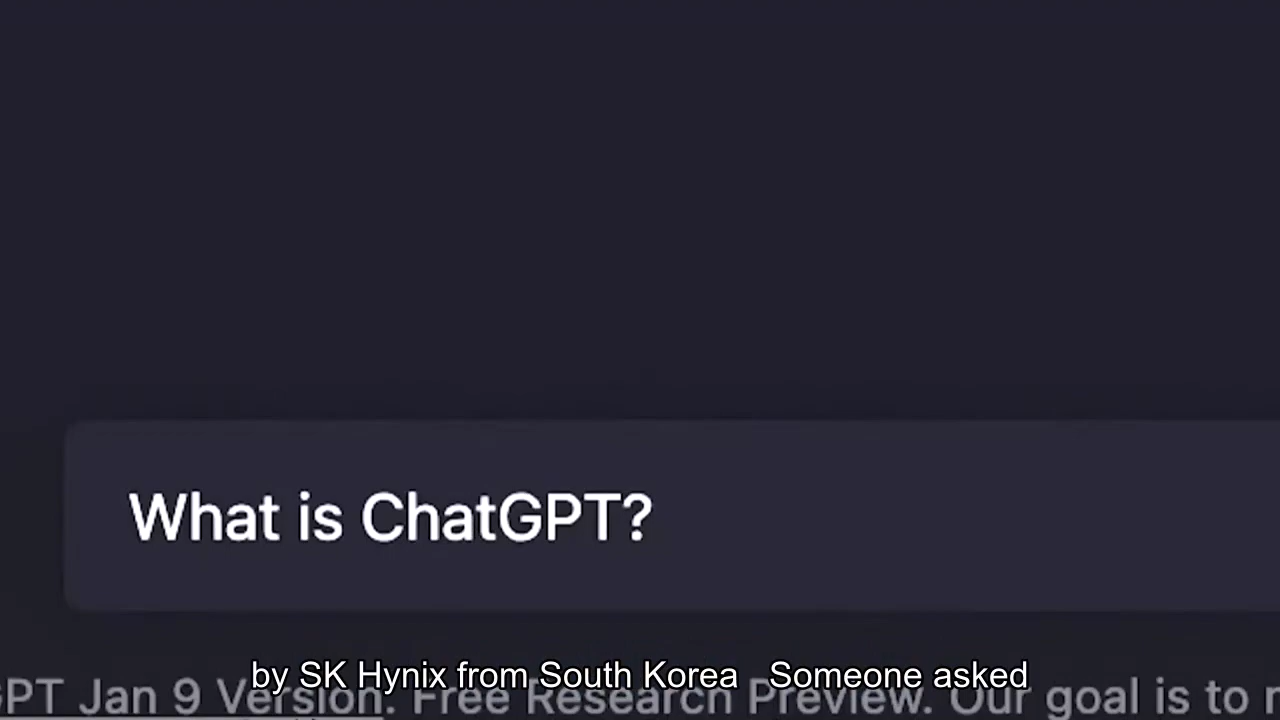 What is ChatGPT?
by SK Hynix from South Korea Someone asked
GPT Jan 9 Version. Free Research Preview. Our goal is to